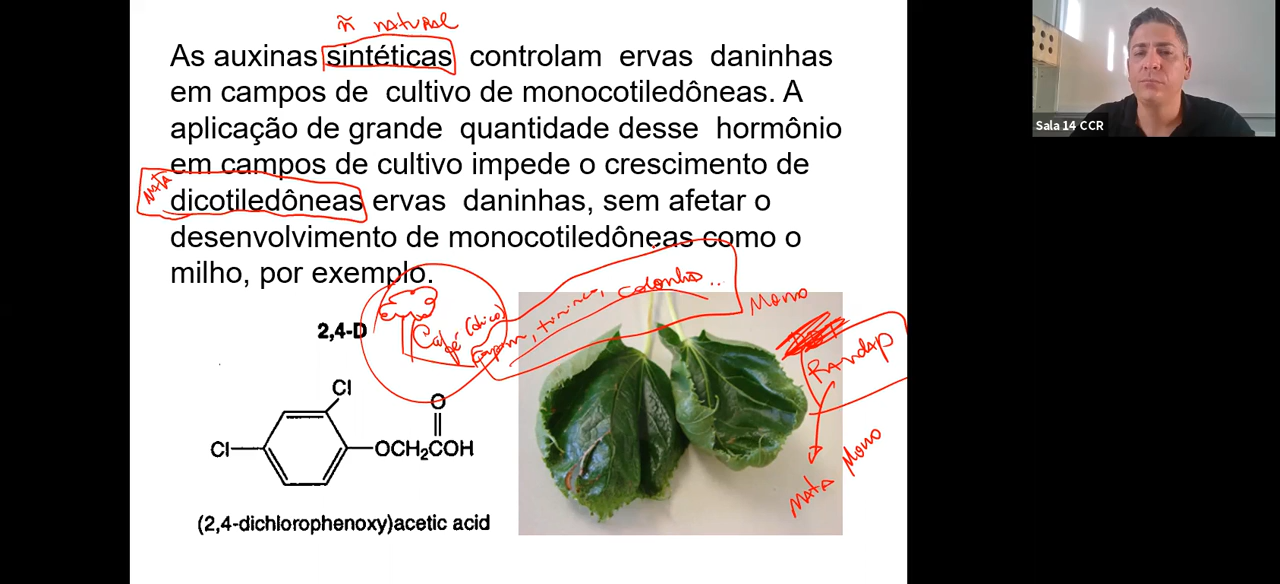 ñ natural
As auxinas sintéticas controlam ervas daninhas
em campos de cultivo de monocotiledôneas. A
aplicação de grande quantidade desse hormônio
em campos de cultivo impede o crescimento de
MATA
dicotiledôneas ervas daninhas, sem afetar o
desenvolvimento de monocotiledôneas como o
milho, por exemplo.
2,4-D
Café (dico)
Mono
RANDAP
MATA Mono
Cl
O
Cl
OCH₂COH
(2,4-dichlorophenoxy)acetic acid
Sala 14 CCR